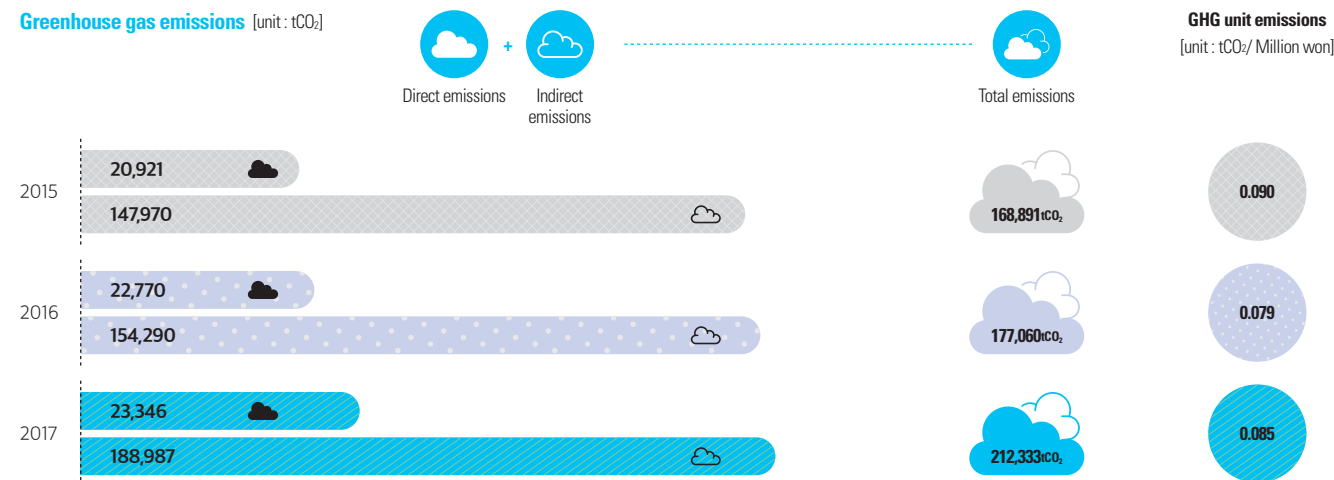 Greenhouse gas emissions [unit : tCO₂]
GHG unit emissions
[unit : tCO₂/ Million won]
+
Direct emissions
Indirect
emissions
Total emissions
2015
20,921
147,970
168,891tCO₂
0.090
2016
22,770
154,290
177,060tCO₂
0.079
2017
23,346
188,987
212,333tCO₂
0.085